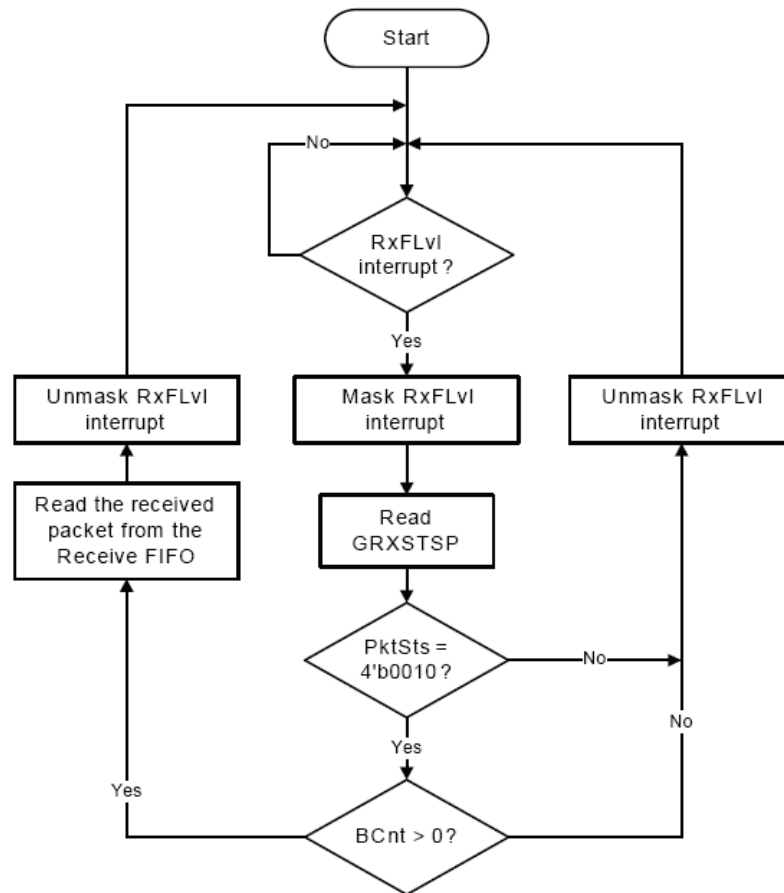 Start
No
RxFLvl
interrupt ?
Yes
Unmask RxFLvl
interrupt
Mask RxFLvl
interrupt
Unmask RxFLvl
interrupt
Read the received
packet from the
Receive FIFO
Read
GRXSTSP
PktSts =
4'b0010 ?
No
Yes
No
Yes
BCnt > 0?